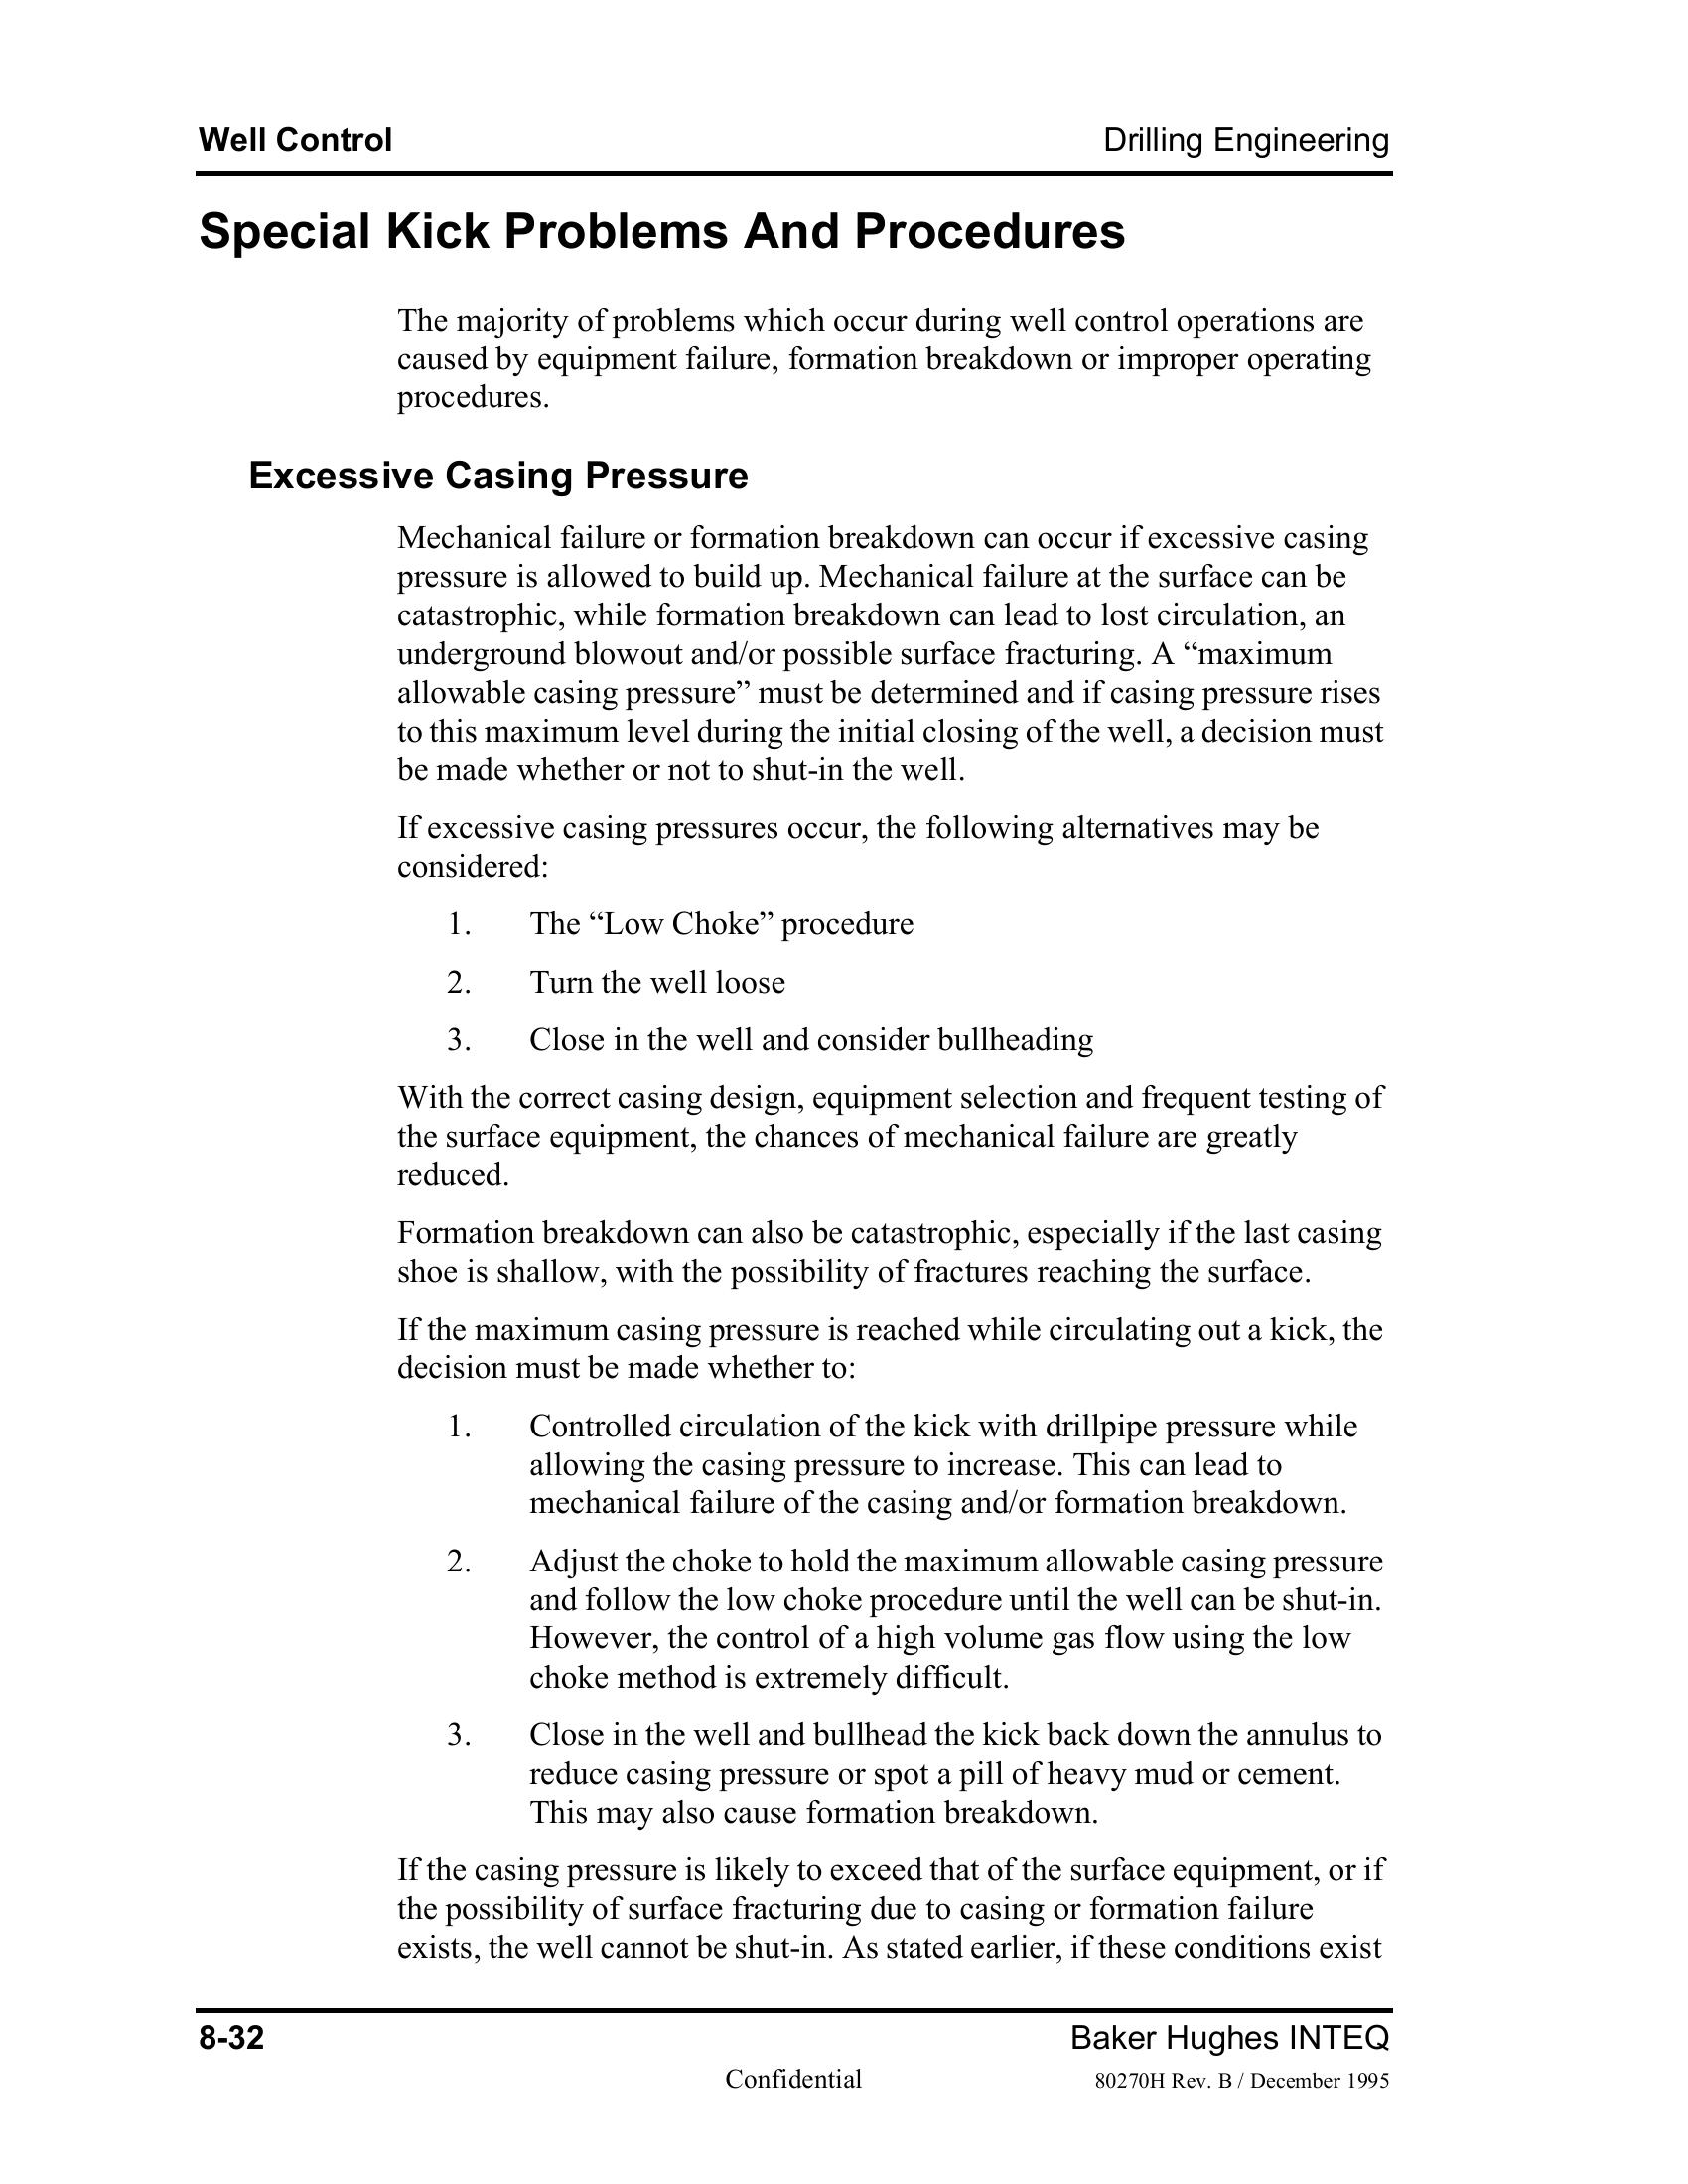 Well Control Drilling Engineering
Special Kick Problems And Procedures
The majority of problems which occur during well control operations are
caused by equipment failure, formation breakdown or improper operating
procedures.
Excessive Casing Pressure
Mechanical failure or formation breakdown can occur if excessive casing
pressure is allowed to build up. Mechanical failure at the surface can be
catastrophic, while formation breakdown can lead to lost circulation, an
underground blowout and/or possible surface fracturing. A “maximum
allowable casing pressure” must be determined and if casing pressure rises
to this maximum level during the initial closing of the well, a decision must
be made whether or not to shut-in the well.
If excessive casing pressures occur, the following alternatives may be
considered:
1. The “Low Choke” procedure
2. Turn the well loose
3. Close in the well and consider bullheading
With the correct casing design, equipment selection and frequent testing of
the surface equipment, the chances of mechanical failure are greatly
reduced.
Formation breakdown can also be catastrophic, especially if the last casing
shoe is shallow, with the possibility of fractures reaching the surface.
If the maximum casing pressure is reached while circulating out a kick, the
decision must be made whether to:
1. Controlled circulation of the kick with drillpipe pressure while
allowing the casing pressure to increase. This can lead to
mechanical failure of the casing and/or formation breakdown.
2. Adjust the choke to hold the maximum allowable casing pressure
and follow the low choke procedure until the well can be shut-in.
However, the control of a high volume gas flow using the low
choke method is extremely difficult.
3. Close in the well and bullhead the kick back down the annulus to
reduce casing pressure or spot a pill of heavy mud or cement.
This may also cause formation breakdown.
If the casing pressure is likely to exceed that of the surface equipment, or if
the possibility of surface fracturing due to casing or formation failure
exists, the well cannot be shut-in. As stated earlier, if these conditions exist
8-32 Baker Hughes INTEQ
Confidential 80270H Rev. B / December 1995